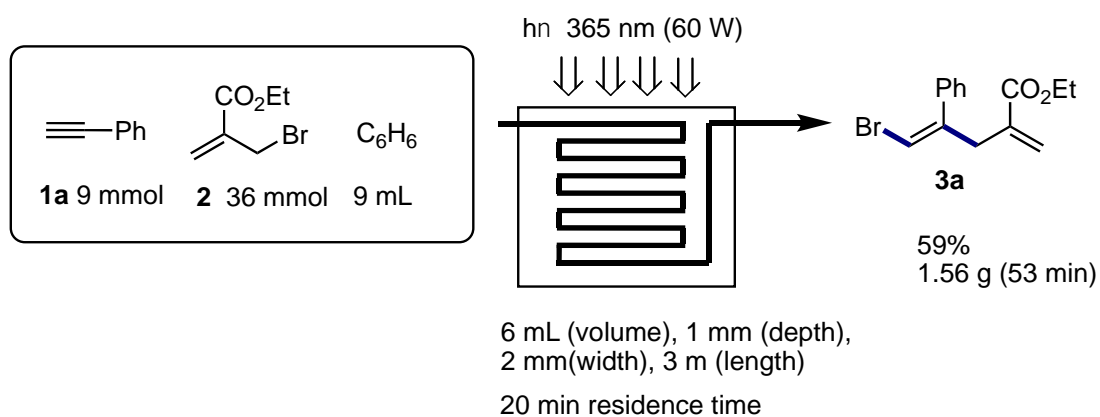 hn 365 nm (60 W)
CO2Et
Ph
Br
C6H6
1a 9 mmol 2 36 mmol 9 mL
Ph
CO2Et
Br
3a
59%
1.56 g (53 min)
6 mL (volume), 1 mm (depth),
2 mm(width), 3 m (length)
20 min residence time